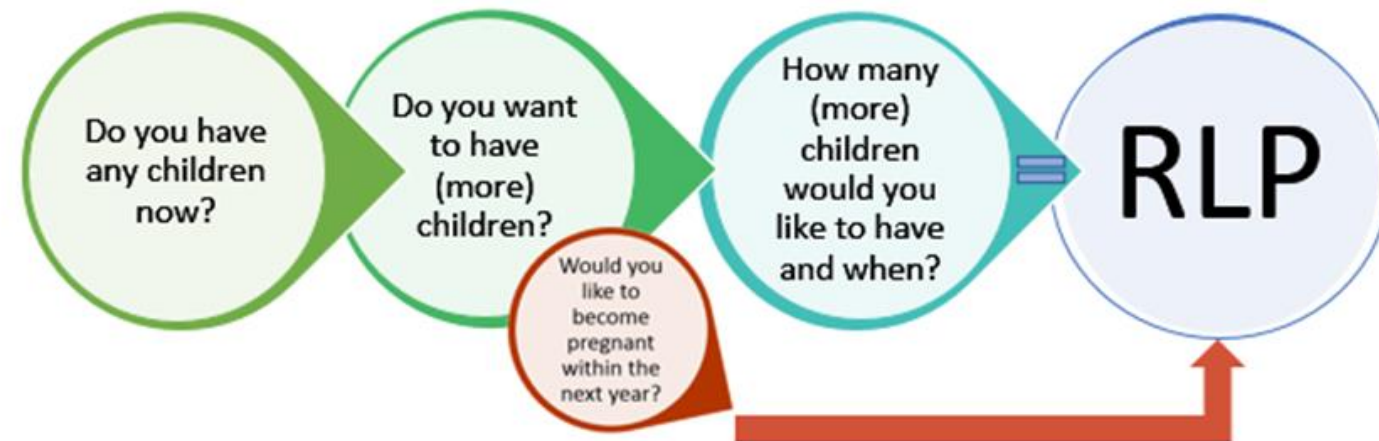 Do you have
any children
now?
Do you want
to have
(more)
children?
Would you
like to
become
pregnant
within the
next year?
How many
(more)
children
would you
like to have
and when?
RLP